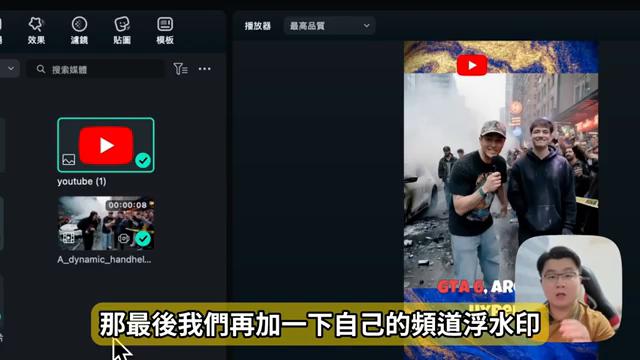 效果
濾鏡
貼圖
模板
播放器
最高品質
搜索媒體
youtube (1)
00:00:08
A_dynamic_handhel...
GTA 6, ARO
那最後我們再加一下自己的頻道浮水印